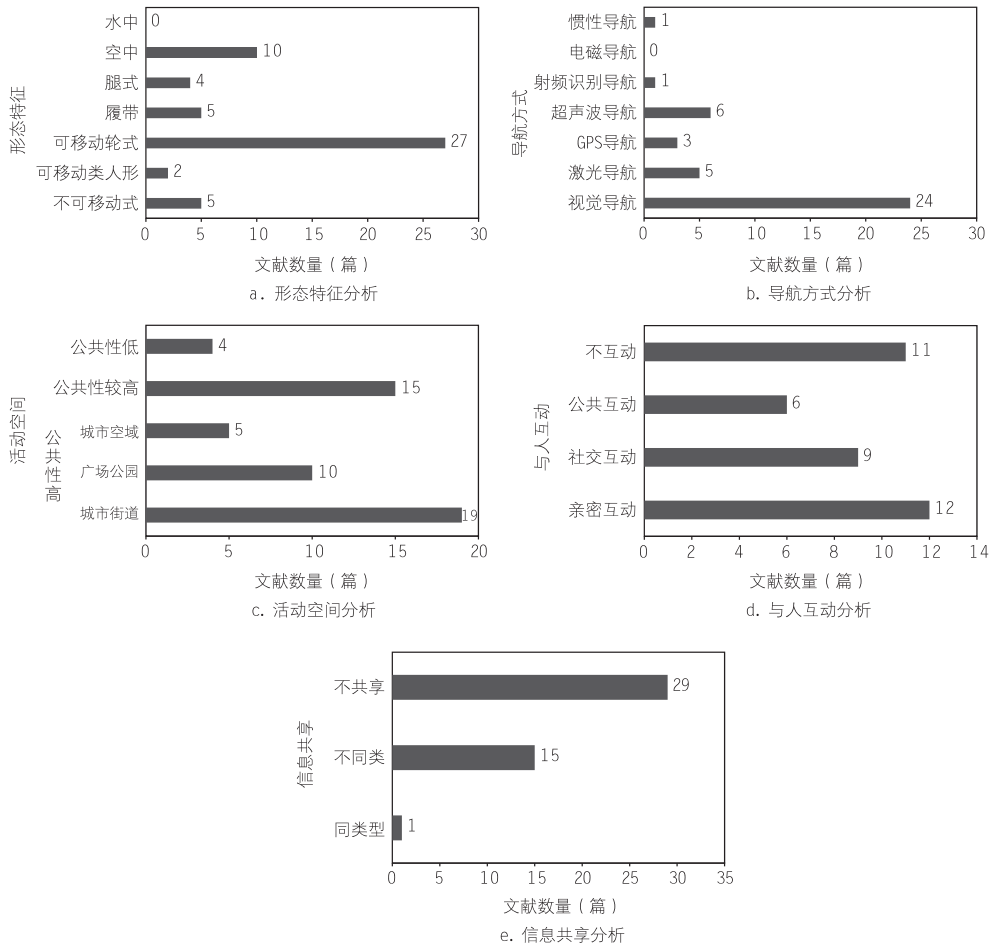 形态特征
水中 0
空中 10
腿式 4
履带 5
可移动轮式 27
可移动类人形 2
不可移动式 5
0 5 10 15 20 25 30
文献数量（篇）
a. 形态特征分析
导航方式
惯性导航 1
电磁导航 0
射频识别导航 1
超声波导航 6
GPS导航 3
激光导航 5
视觉导航 24
0 5 10 15 20 25 30
文献数量（篇）
b. 导航方式分析
活动空间
公共性低 4
公共性较高 15
公共性高
城市空域 5
广场公园 10
城市街道 19
0 5 10 15 20
文献数量（篇）
c. 活动空间分析
与人互动
不互动 11
公共互动 6
社交互动 9
亲密互动 12
0 2 4 6 8 10 12 14
文献数量（篇）
d. 与人互动分析
信息共享
不共享 29
不同类 15
同类型 1
0 5 10 15 20 25 30 35
文献数量（篇）
e. 信息共享分析